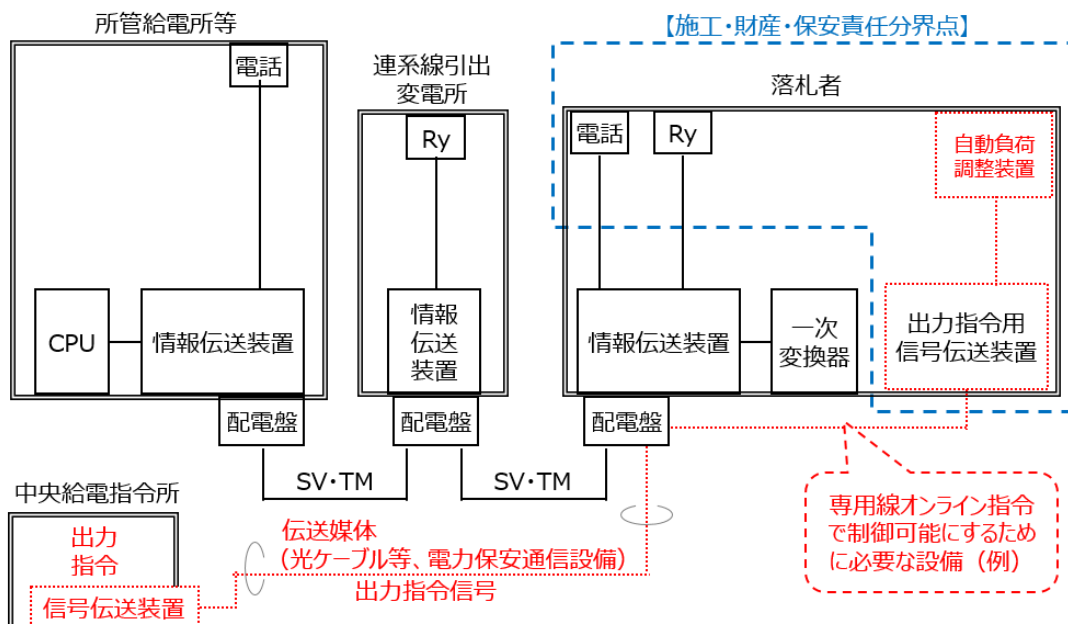 所管給電所等
電話
CPU
情報伝送装置
配電盤
連系線引出
変電所
Ry
情報
伝送
装置
配電盤
【施工・財産・保安責任分界点】
落札者
電話
Ry
自動負荷
調整装置
情報伝送装置
一次
変換器
出力指令用
信号伝送装置
配電盤
SV・TM
SV・TM
中央給電指令所
出力
指令
信号伝送装置
伝送媒体
(光ケーブル等、電力保安通信設備)
出力指令信号
専用線オンライン指令
で制御可能にするため
に必要な設備（例）